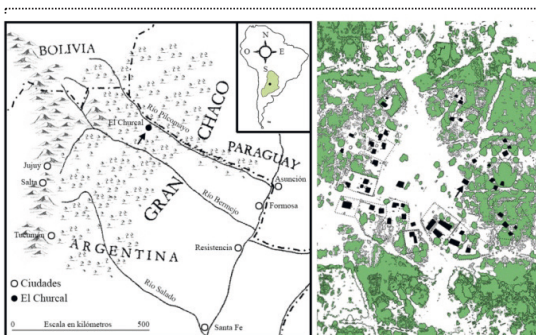 BOLIVIA
N
O E
S
CHACO
Río Pilcomayo
El Churcal
PARAGUAY
Jujuy
Salta
GRAN
Asunción
Río Bermejo
Formosa
Tucumán
ARGENTINA
Resistencia
Ciudades
El Churcal
Río Salado
Escala en kilómetros
0 500
Santa Fe